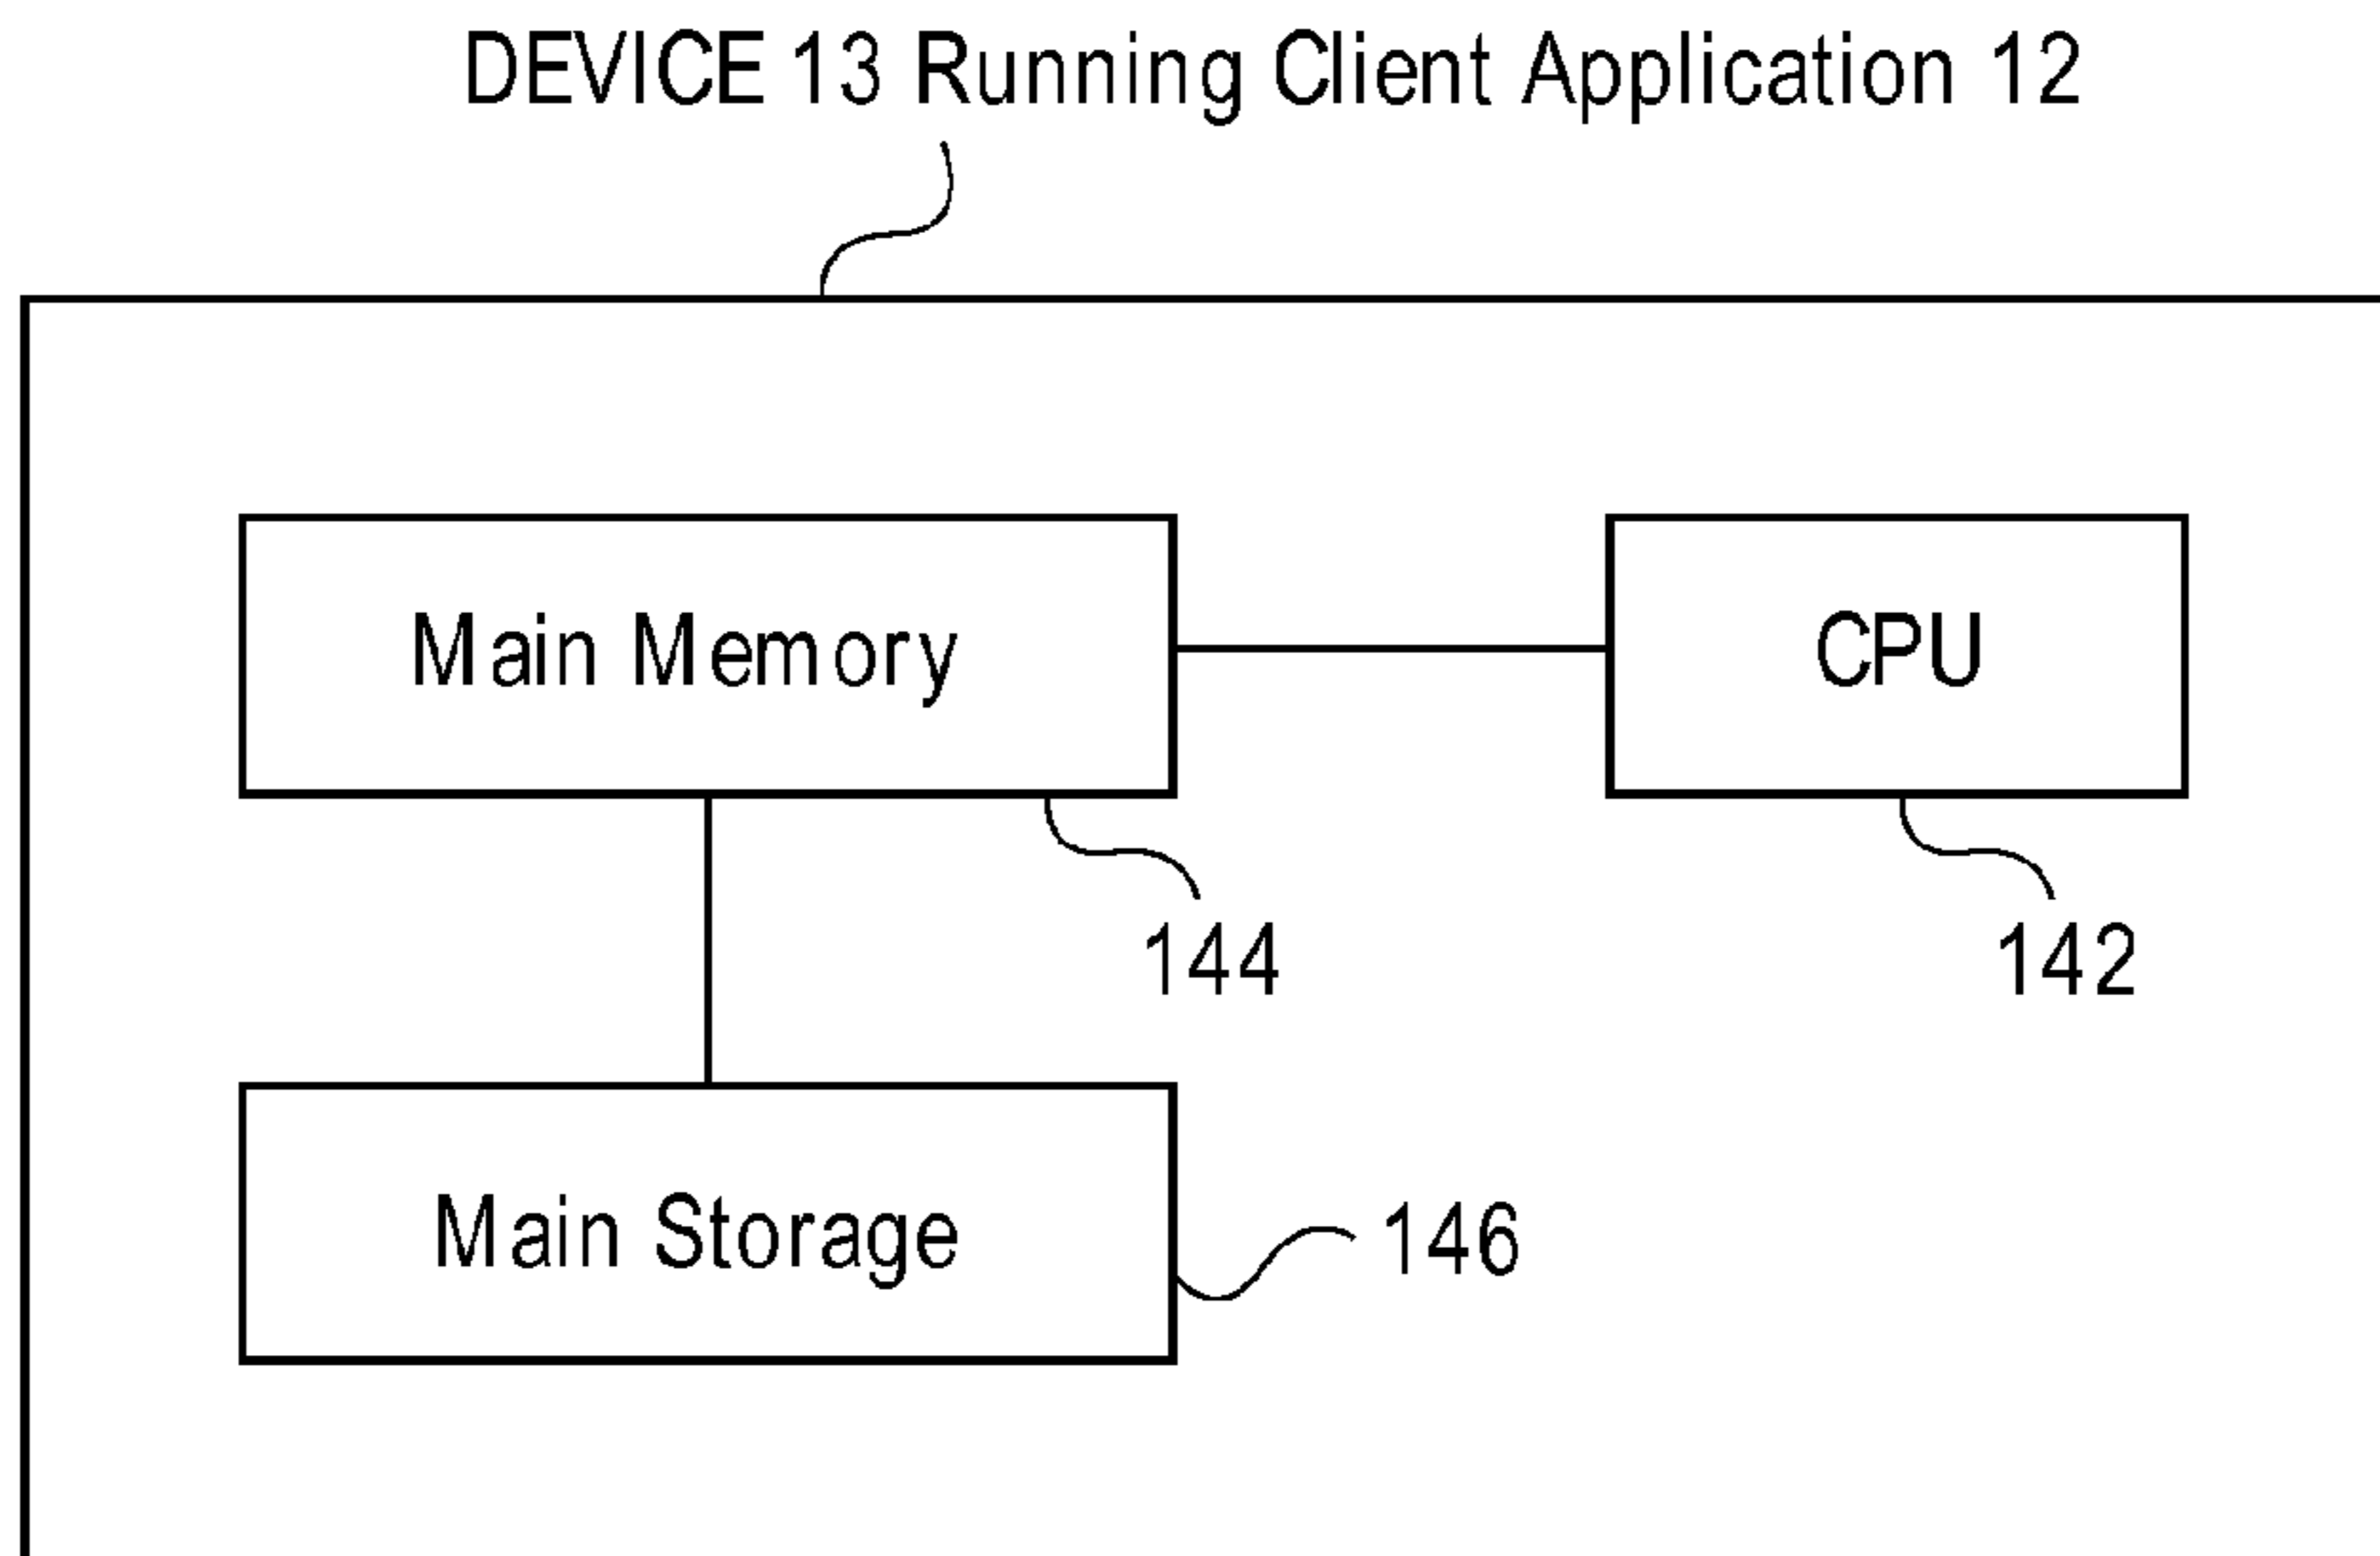 DEVICE 13 Running Client Application 12
Main Memory
CPU
144
142
Main Storage
146